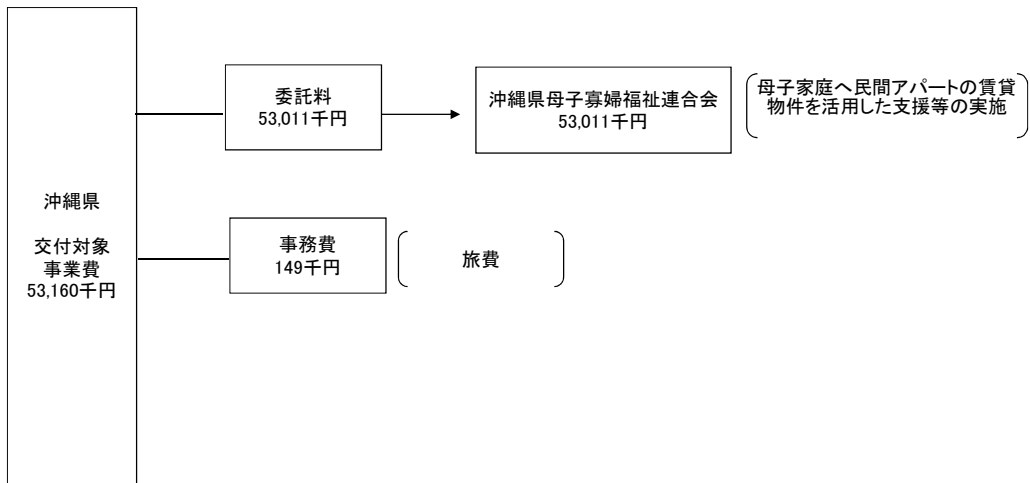 沖縄県
交付対象
事業費
53,160千円
委託料
53,011千円
沖縄県母子寡婦福祉連合会
53,011千円
母子家庭へ民間アパートの賃貸
物件を活用した支援等の実施
事務費
149千円
旅費